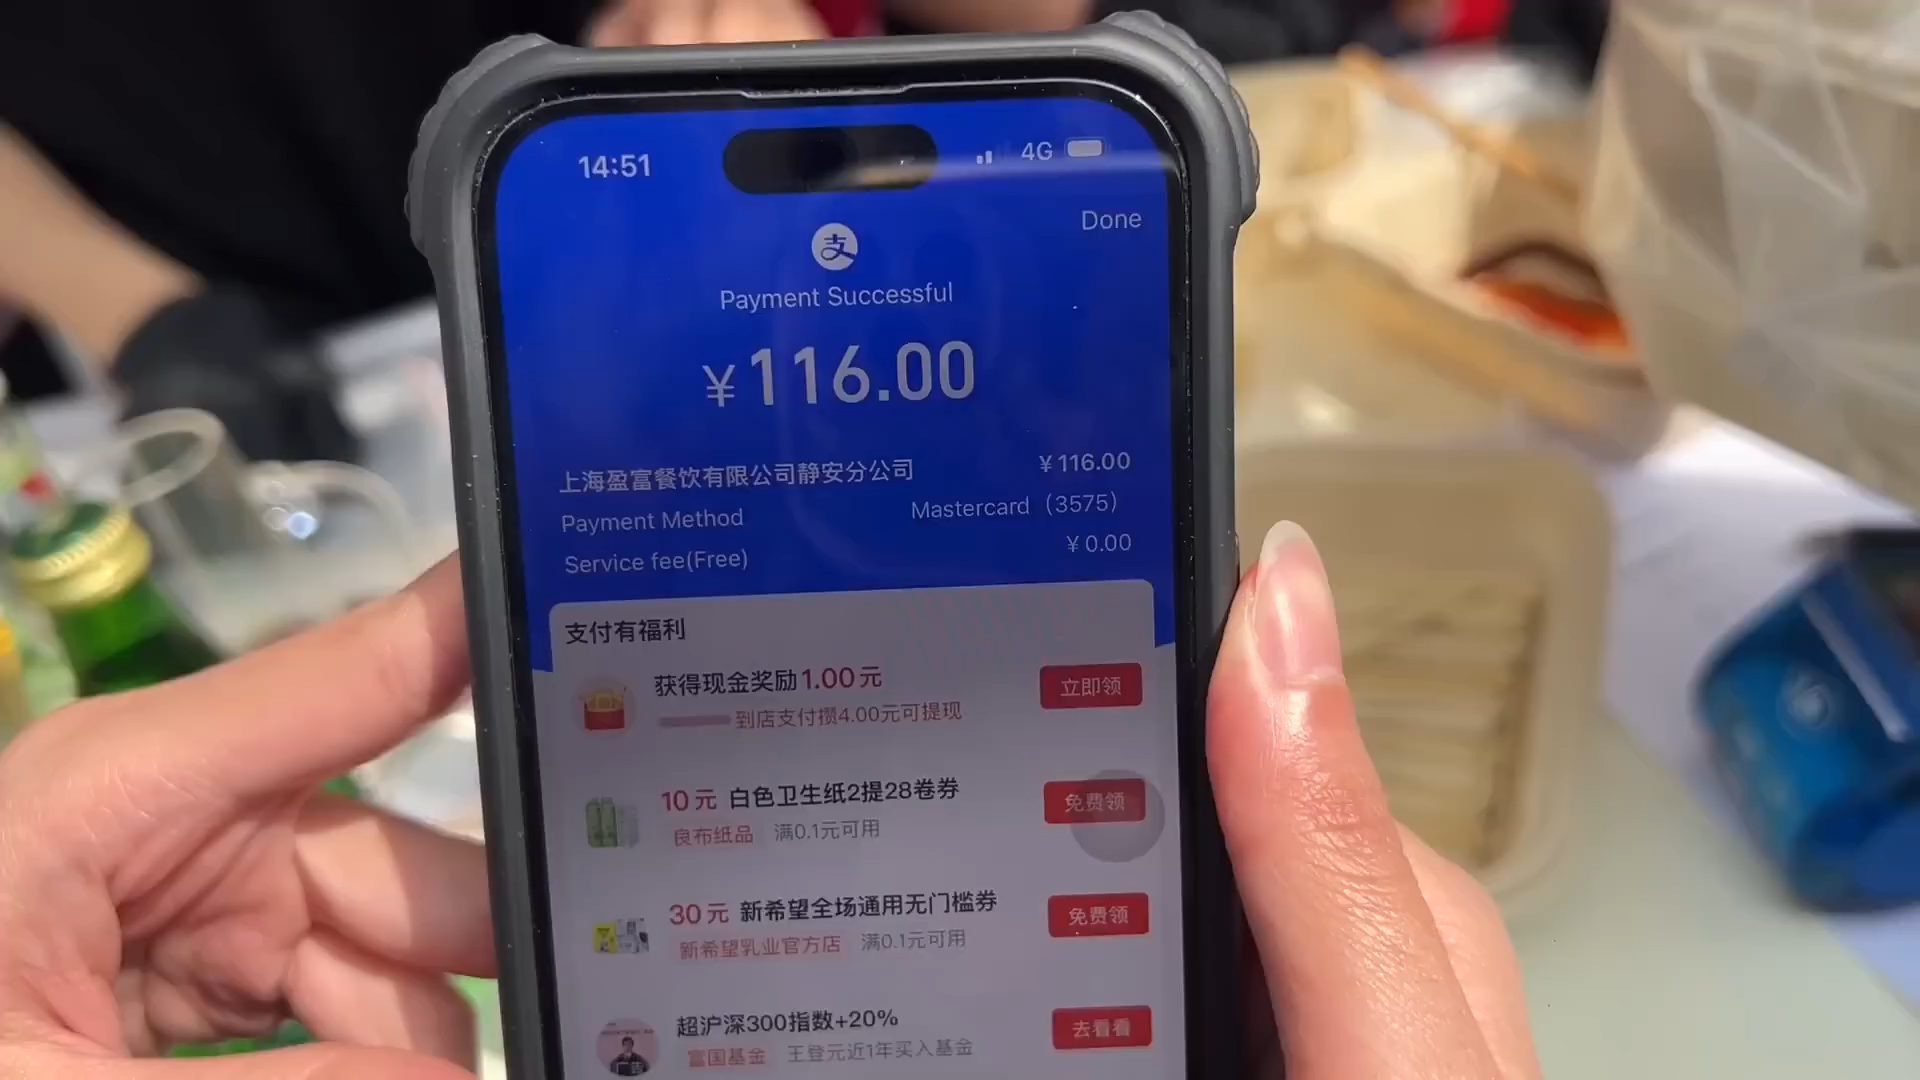 14:51
4G
Done
支
Payment Successful
¥116.00
上海盈富餐饮有限公司静安分公司 ¥116.00
Payment Method Mastercard（3575）
Service fee(Free) ¥0.00
支付有福利
获得现金奖励1.00元 立即领
到店支付攒4.00元可提现
10元 白色卫生纸2提28卷券 免费领
良布纸品 满0.1元可用
30元 新希望全场通用无门槛券 免费领
新希望乳业官方店 满0.1元可用
超沪深300指数+20% 去看看
富国基金 王登元近1年买入基金
广告